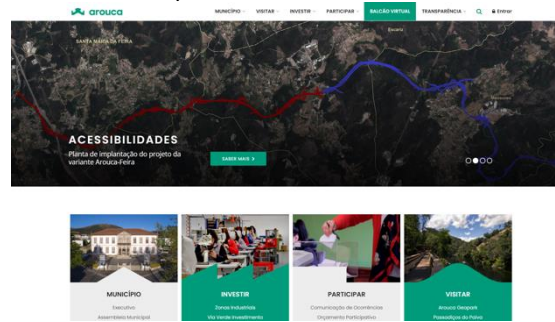 arouca
MUNICÍPIO VISITAR INVESTIR PARTICIPAR BALCÃO VIRTUAL TRANSPARÊNCIA Entrar
SANTA MARIA DA FEIRA
Escariz
ACESSIBILIDADES
Planta de implantação do projeto da
variante Arouca-Feira
SABER MAIS >
MUNICÍPIO INVESTIR PARTICIPAR VISITAR
Executivo Zonas Industriais Comunicação de Ocorrências Arouca Geopark
Assembleia Municipal Via Verde Investimento Orçamento Participativo Passadiços do Paiva